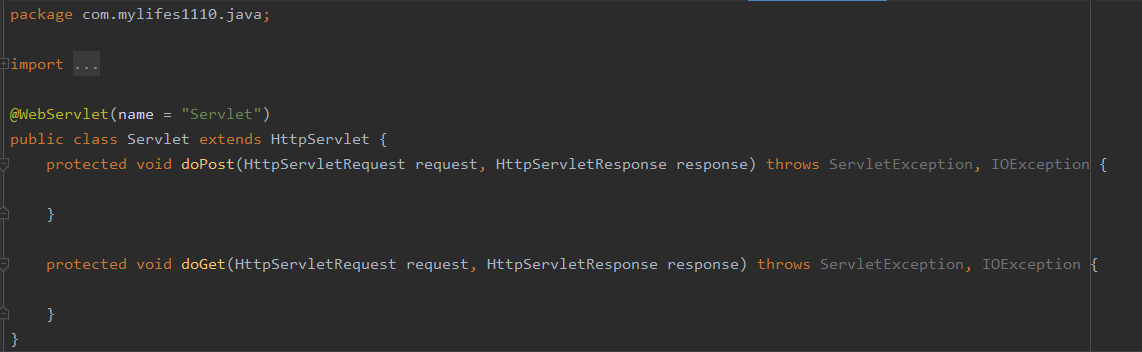 package com.mylifes1110.java;
import ...
@WebServlet(name = "Servlet")
public class Servlet extends HttpServlet {
protected void doPost(HttpServletRequest request, HttpServletResponse response) throws ServletException, IOException {
}
protected void doGet(HttpServletRequest request, HttpServletResponse response) throws ServletException, IOException {
}
}